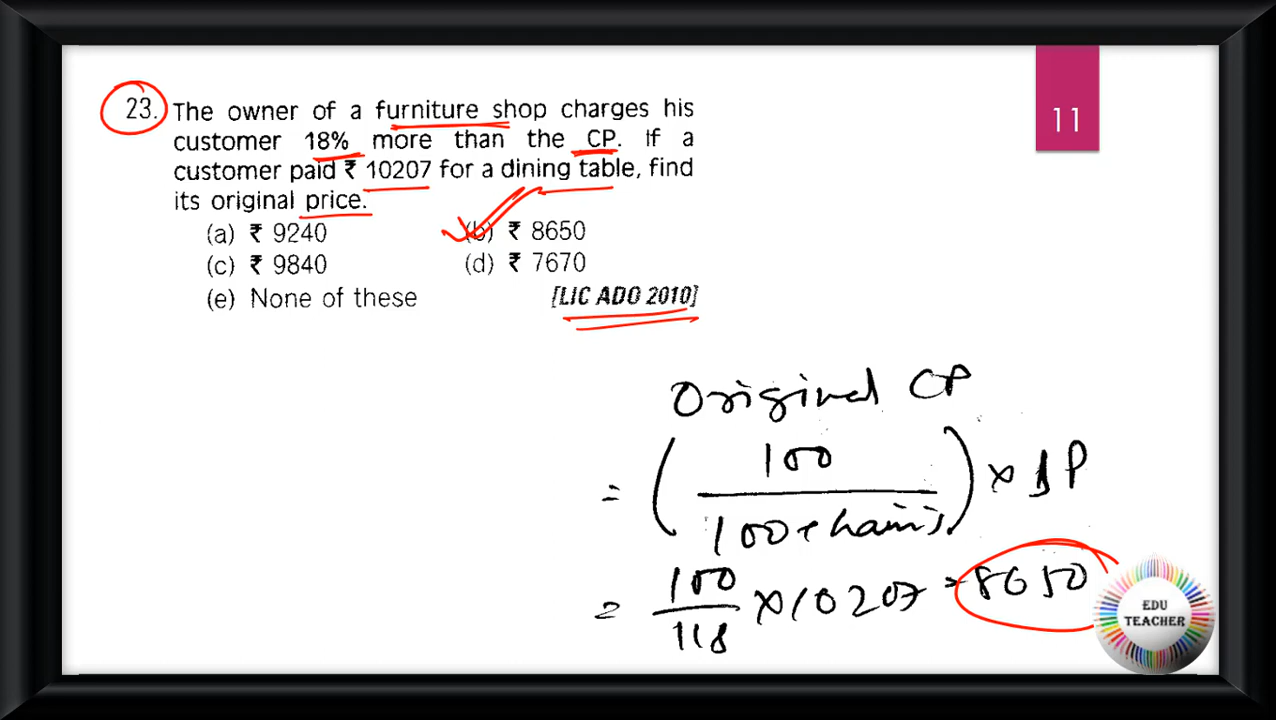 11
23. The owner of a furniture shop charges his
customer 18% more than the CP. If a
customer paid ₹ 10207 for a dining table, find
its original price.
(a) ₹ 9240 (b) ₹ 8650
(c) ₹ 9840 (d) ₹ 7670
(e) None of these [LIC ADO 2010]
Original CP
= ( 100
/ 100 + Gain% ) × SP
= 100
/ 118 × 10207 = 8650
EDU
TEACHER